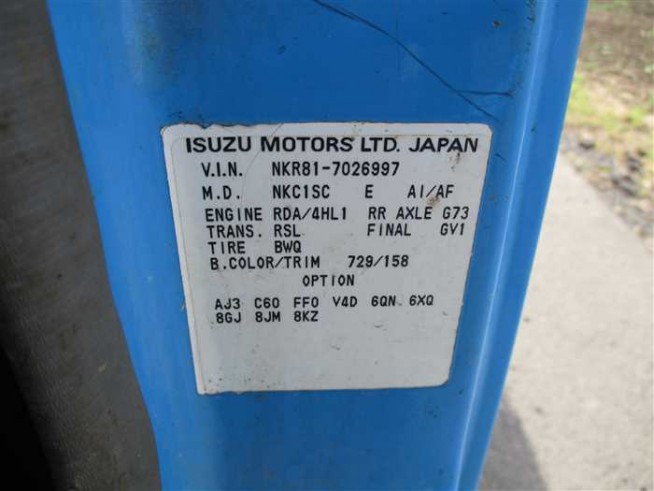 ISUZU MOTORS LTD. JAPAN
V.I.N. NKR81-7026997
M.D. NKC1SC E AI/AF
ENGINE RDA/4HL1 RR AXLE G73
TRANS. RSL FINAL GV1
TIRE BWQ
B.COLOR/TRIM 729/158
OPTION
AJ3 C60 FF0 V4D 6QN 6XQ
8GJ 8JM 8KZ